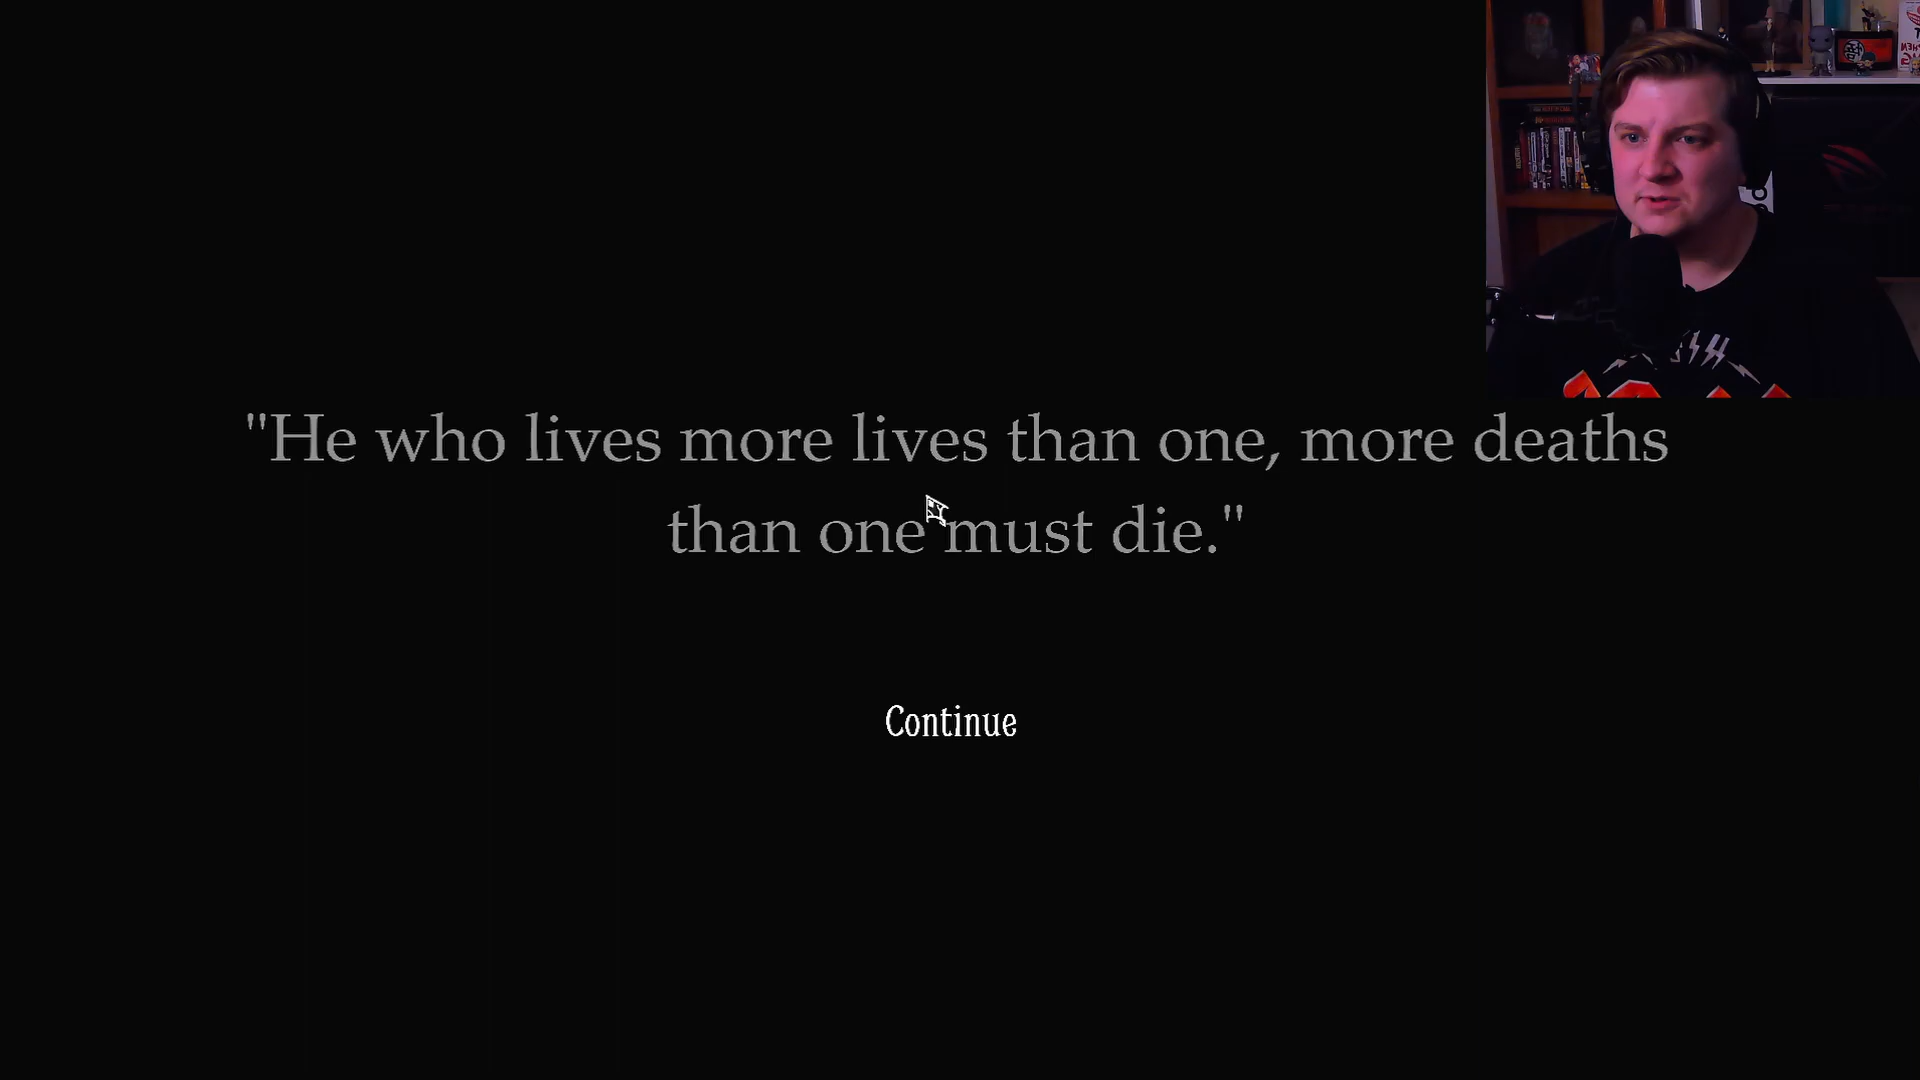 "He who lives more lives than one, more deaths
than one must die."
Continue